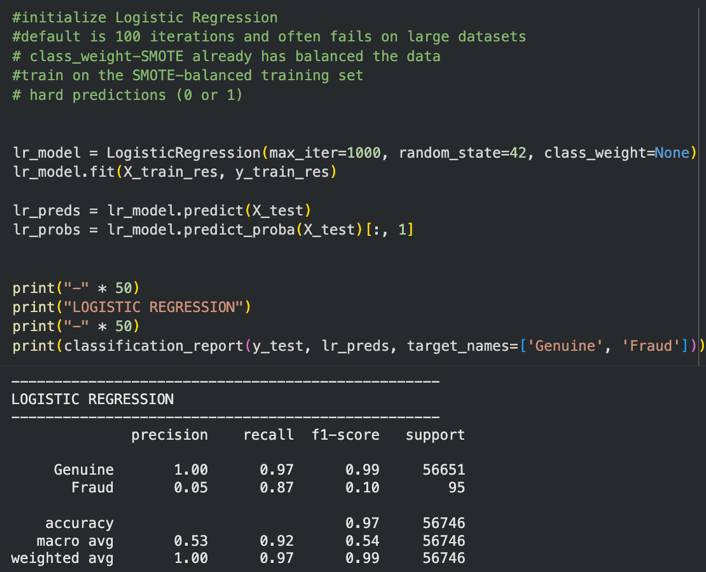 #initialize Logistic Regression
#default is 100 iterations and often fails on large datasets
# class_weight-SMOTE already has balanced the data
#train on the SMOTE-balanced training set
# hard predictions (0 or 1)
lr_model = LogisticRegression(max_iter=1000, random_state=42, class_weight=None)
lr_model.fit(X_train_res, y_train_res)
lr_preds = lr_model.predict(X_test)
lr_probs = lr_model.predict_proba(X_test)[:, 1]
print("-" * 50)
print("LOGISTIC REGRESSION")
print("-" * 50)
print(classification_report(y_test, lr_preds, target_names=['Genuine', 'Fraud']))
--------------------------------------------------
LOGISTIC REGRESSION
--------------------------------------------------
precision recall f1-score support
Genuine 1.00 0.97 0.99 56651
Fraud 0.05 0.87 0.10 95
accuracy 0.97 56746
macro avg 0.53 0.92 0.54 56746
weighted avg 1.00 0.97 0.99 56746